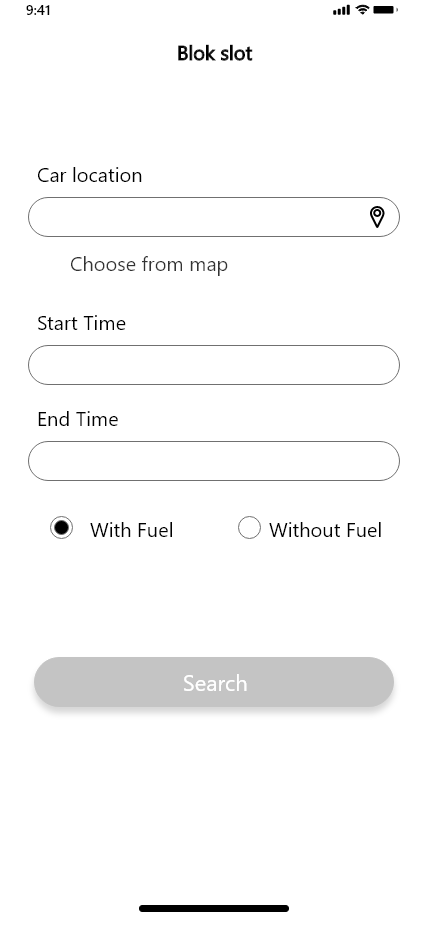 9:41
Blok slot
Car location
Choose from map
Start Time
End Time
With Fuel
Without Fuel
Search